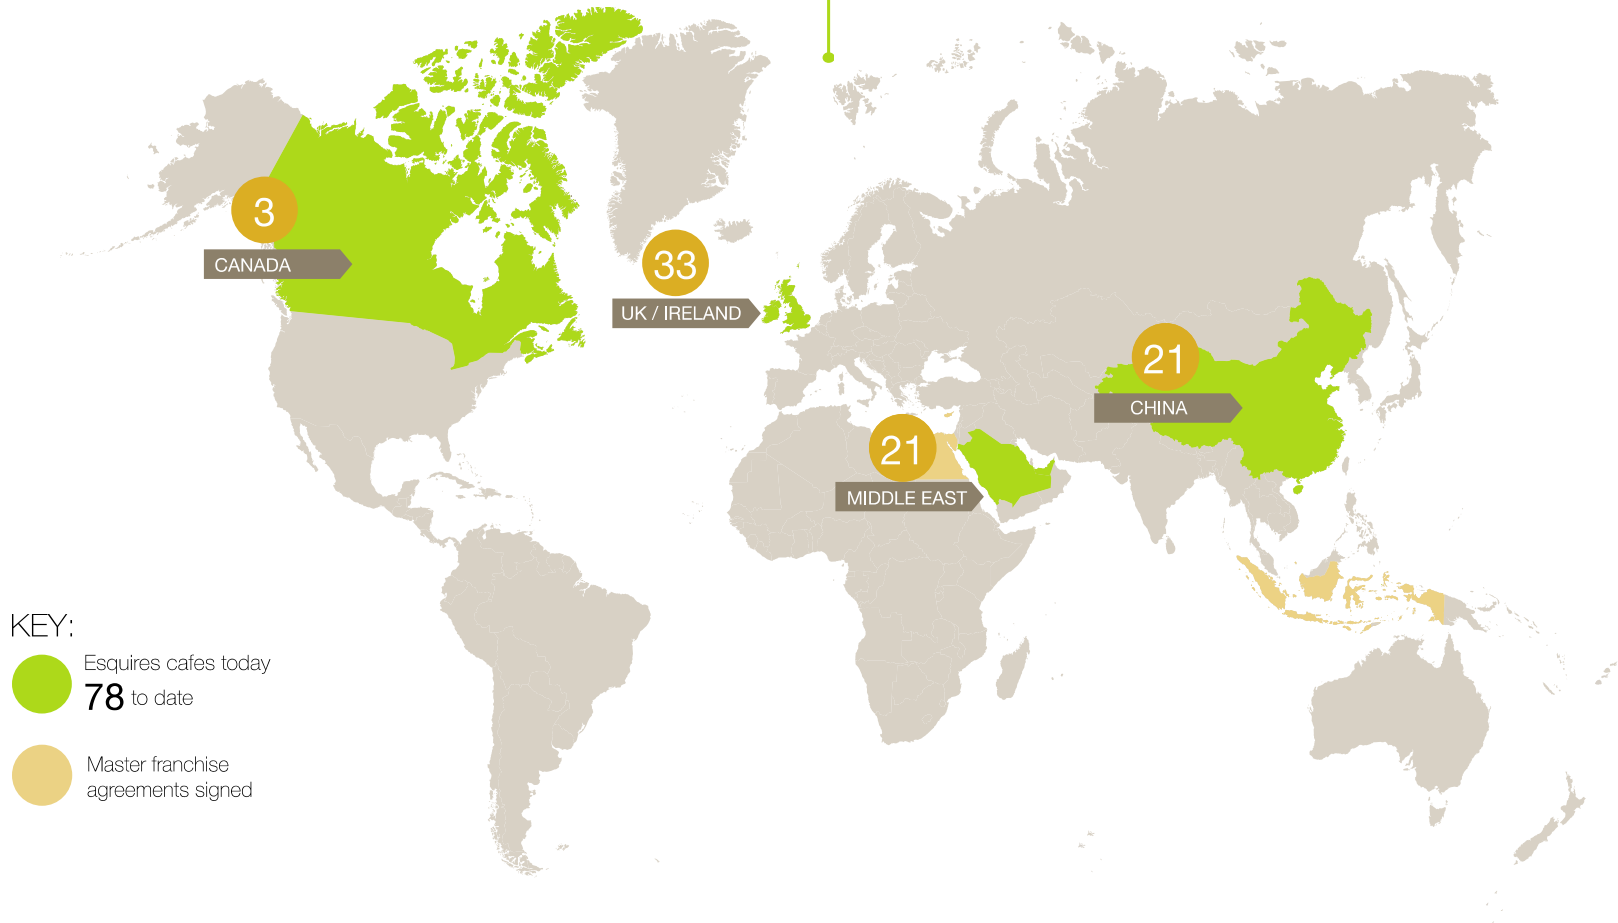 3
CANADA
33
UK / IRELAND
21
CHINA
21
MIDDLE EAST
KEY:
Esquires cafes today
78 to date
Master franchise
agreements signed